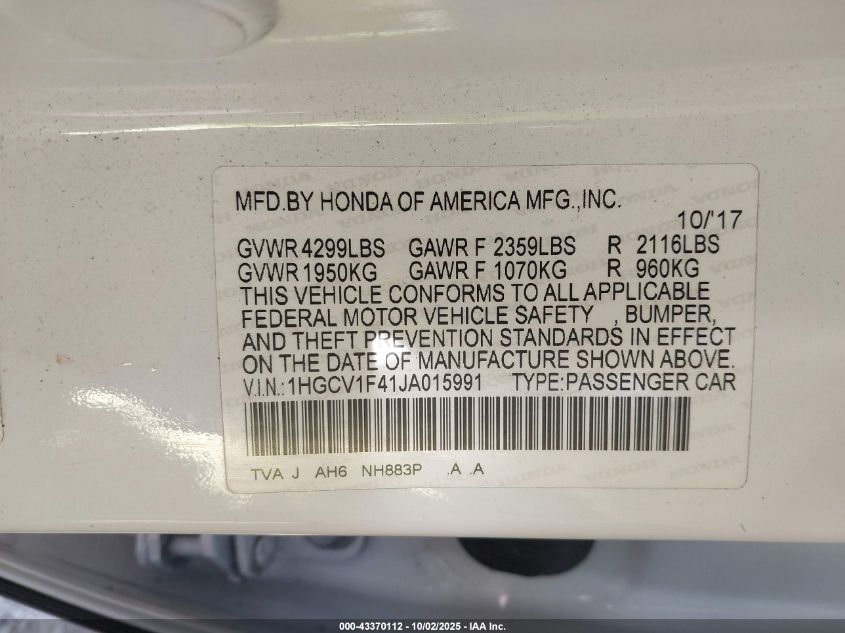 MFD.BY HONDA OF AMERICA MFG.,INC.
10/'17
GVWR 4299LBS GAWR F 2359LBS R 2116LBS
GVWR 1950KG GAWR F 1070KG R 960KG
THIS VEHICLE CONFORMS TO ALL APPLICABLE
FEDERAL MOTOR VEHICLE SAFETY , BUMPER,
AND THEFT PREVENTION STANDARDS IN EFFECT
ON THE DATE OF MANUFACTURE SHOWN ABOVE.
V.I.N.:1HGCV1F41JA015991 TYPE:PASSENGER CAR
TVA J AH6 NH883P .A .A
000-43370112 - 10/02/2025 - IAA Inc.